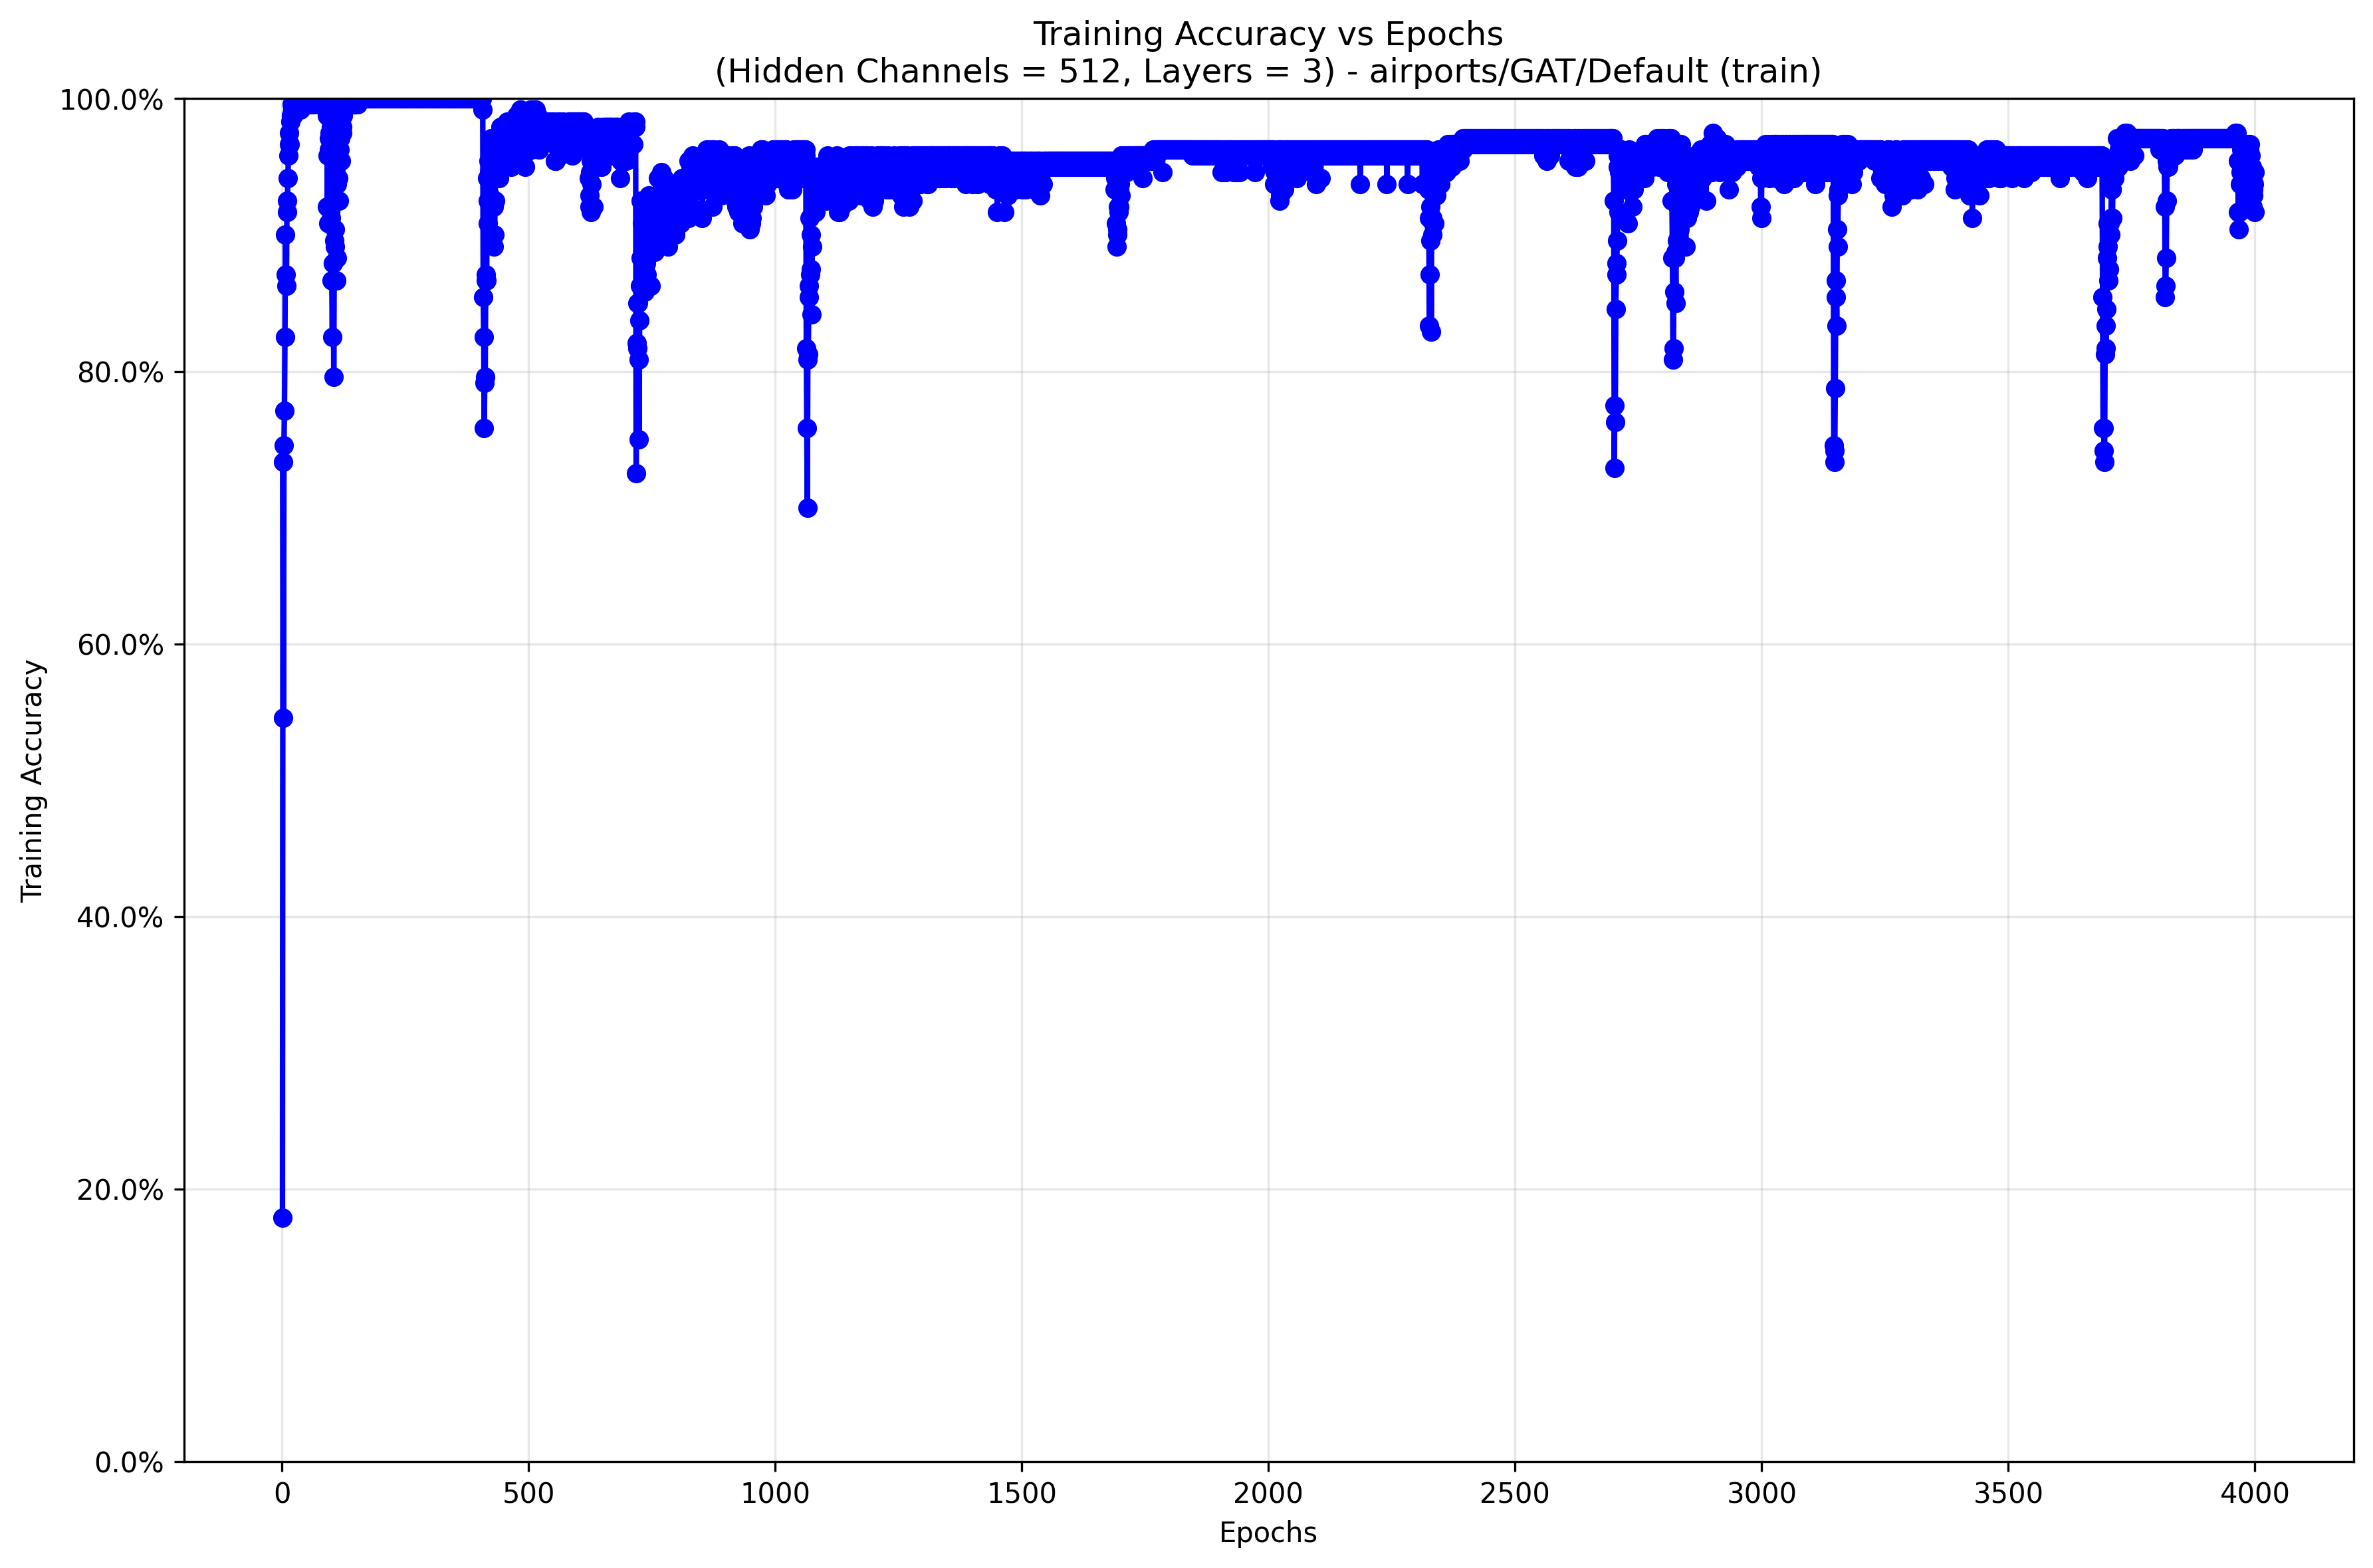 Training Accuracy vs Epochs
(Hidden Channels = 512, Layers = 3) - airports/GAT/Default (train)
100.0%
80.0%
60.0%
40.0%
20.0%
0.0%
Training Accuracy
0 500 1000 1500 2000 2500 3000 3500 4000
Epochs